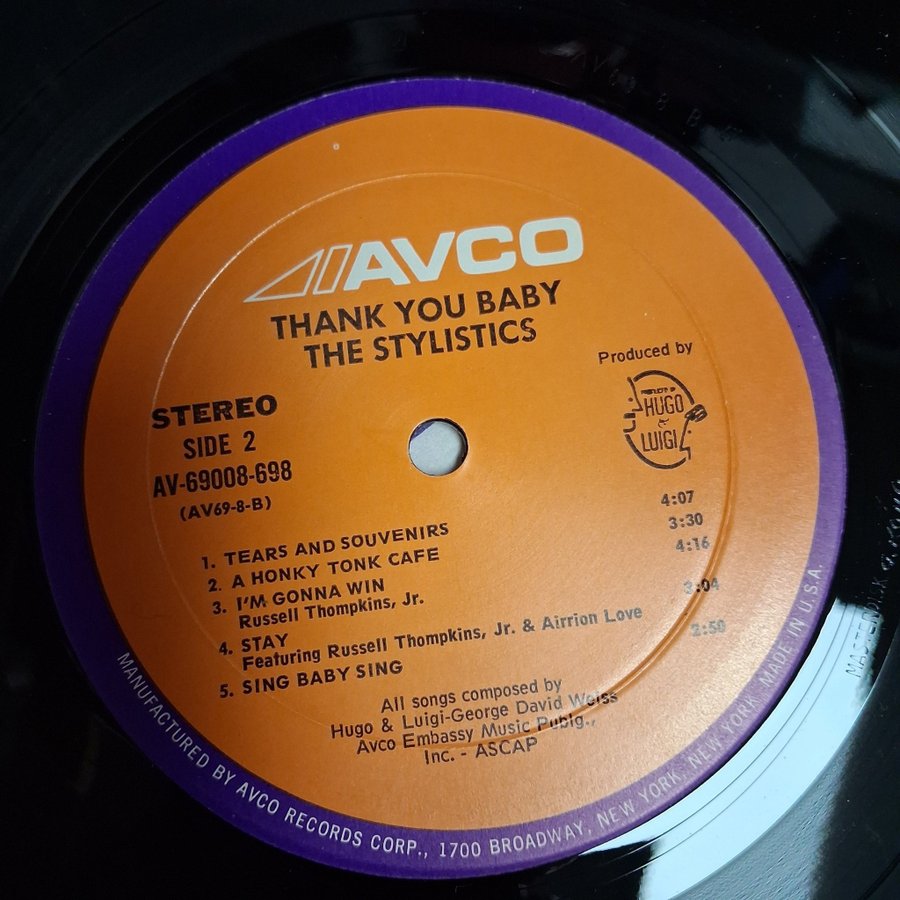 AVCO
THANK YOU BABY
THE STYLISTICS
Produced by
HUGO
&
LUIGI
STEREO
SIDE 2
AV-69008-698
(AV69-8-B)
1. TEARS AND SOUVENIRS 4:07
2. A HONKY TONK CAFE 3:30
3. I'M GONNA WIN 4:16
Russell Thompkins, Jr.
4. STAY 3:04
Featuring Russell Thompkins, Jr. & Airrion Love
5. SING BABY SING 2:50
All songs composed by
Hugo & Luigi-George David Weiss
Avco Embassy Music Publg.,
Inc. - ASCAP
MANUFACTURED BY AVCO RECORDS CORP., 1700 BROADWAY, NEW YORK, NEW YORK. MADE IN U.S.A.